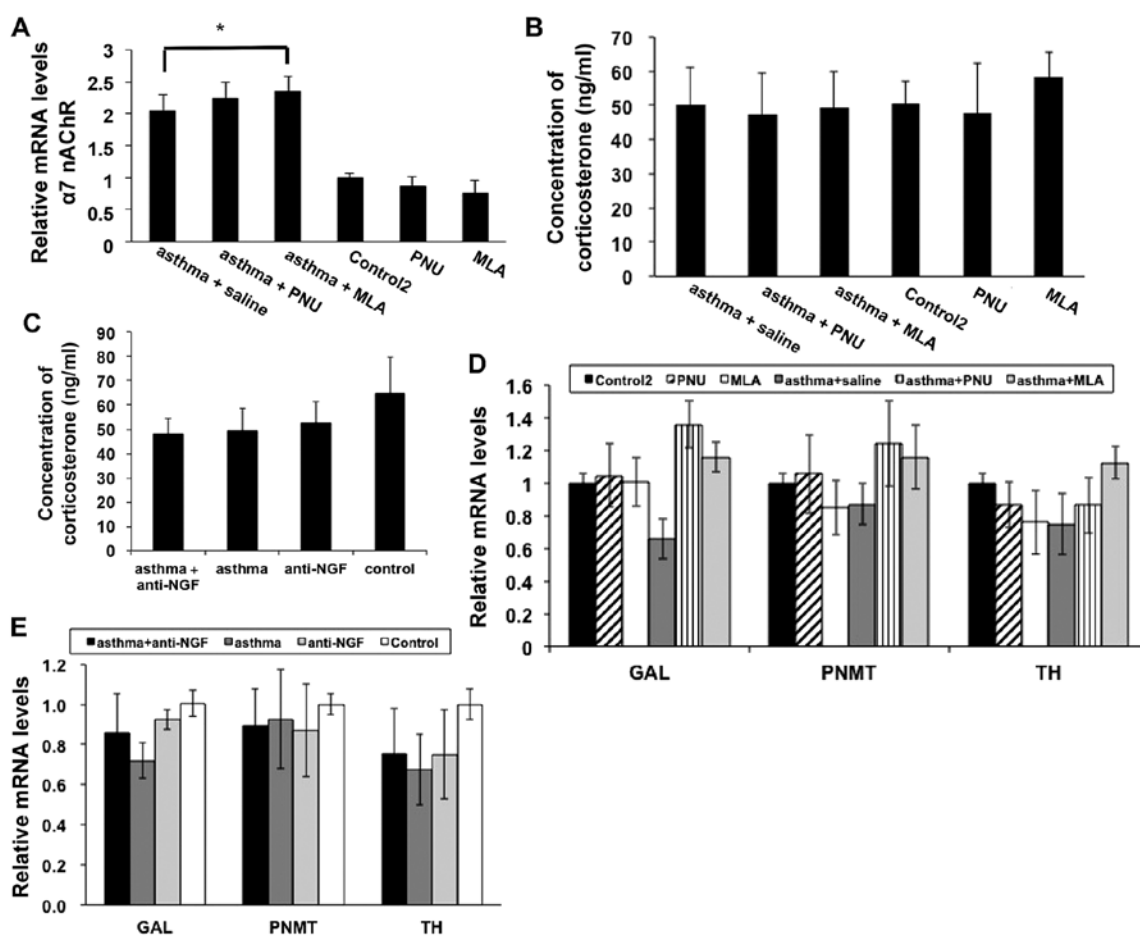 A
*
Relative mRNA levels
α7 nAChR
3
2.5
2
1.5
1
0.5
0
asthma + saline
asthma + PNU
asthma + MLA
Control2
PNU
MLA
B
Concentration of
corticosterone (ng/ml)
70
60
50
40
30
20
10
0
asthma + saline
asthma + PNU
asthma + MLA
Control2
PNU
MLA
C
Concentration of
corticosterone (ng/ml)
90
80
70
60
50
40
30
20
10
0
asthma +
anti-NGF
asthma
anti-NGF
control
D
Control2 PNU MLA asthma+saline asthma+PNU asthma+MLA
Relative mRNA levels
1.6
1.4
1.2
1
0.8
0.6
0.4
0.2
0
GAL PNMT TH
E
asthma+anti-NGF asthma anti-NGF Control
Relative mRNA levels
1.2
1.0
0.8
0.6
0.4
0.2
0.0
GAL PNMT TH